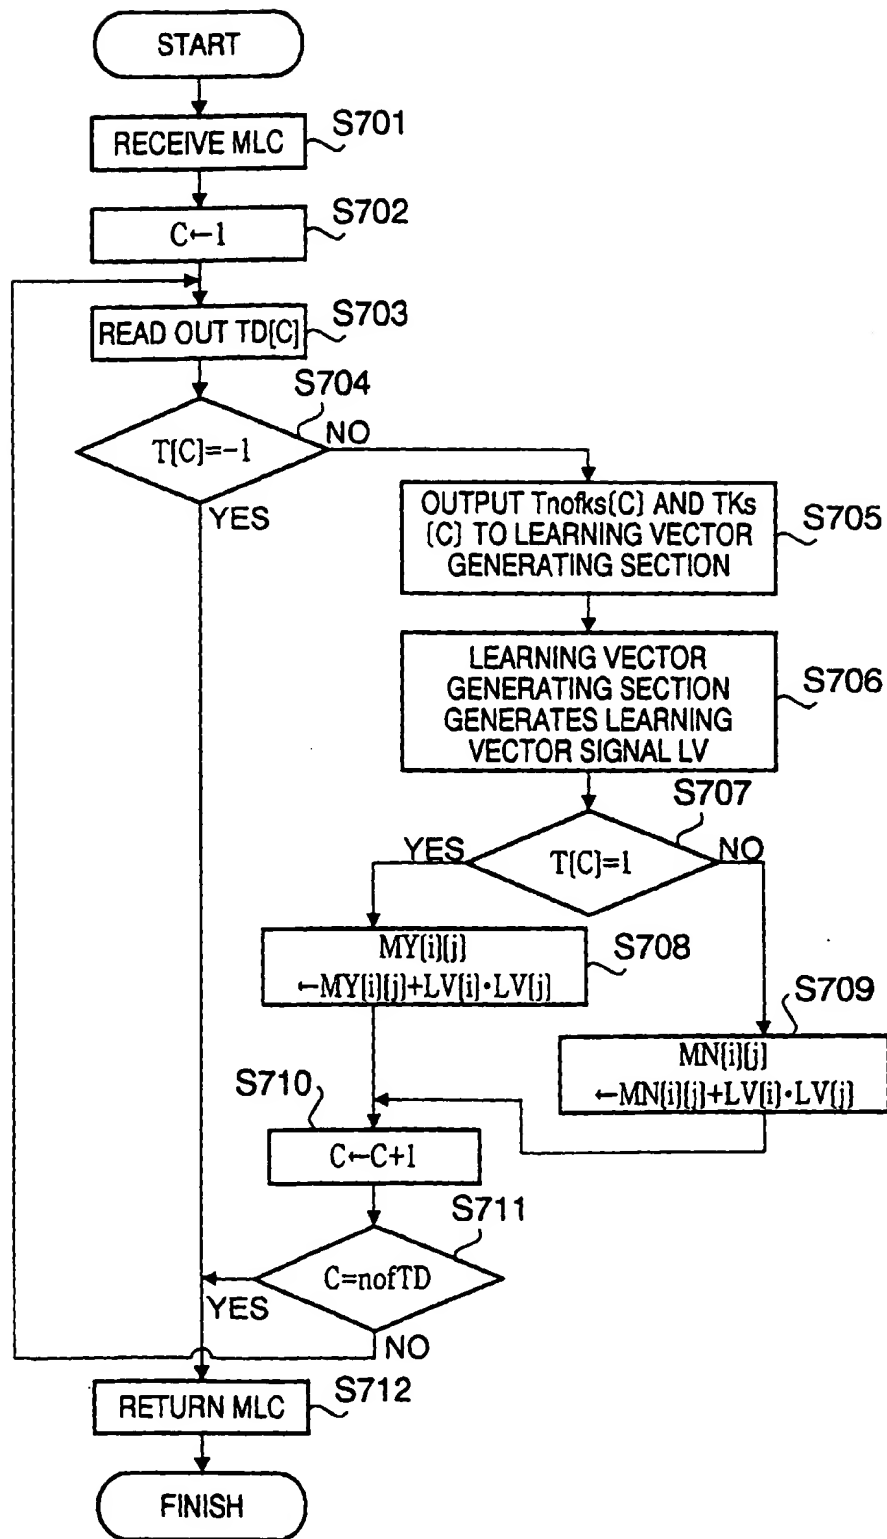 START
RECEIVE MLC
S701
C←1
S702
READ OUT TD[C]
S703
T[C]=-1
S704
NO
YES
OUTPUT Tnofks[C] AND TKs
[C] TO LEARNING VECTOR
GENERATING SECTION
S705
LEARNING VECTOR
GENERATING SECTION
GENERATES LEARNING
VECTOR SIGNAL LV
S706
T[C]=1
S707
YES
NO
MY[i][j]
←MY[i][j]+LV[i]·LV[j]
S708
MN[i][j]
←MN[i][j]+LV[i]·LV[j]
S709
C←C+1
S710
C=nofTD
S711
YES
NO
RETURN MLC
S712
FINISH